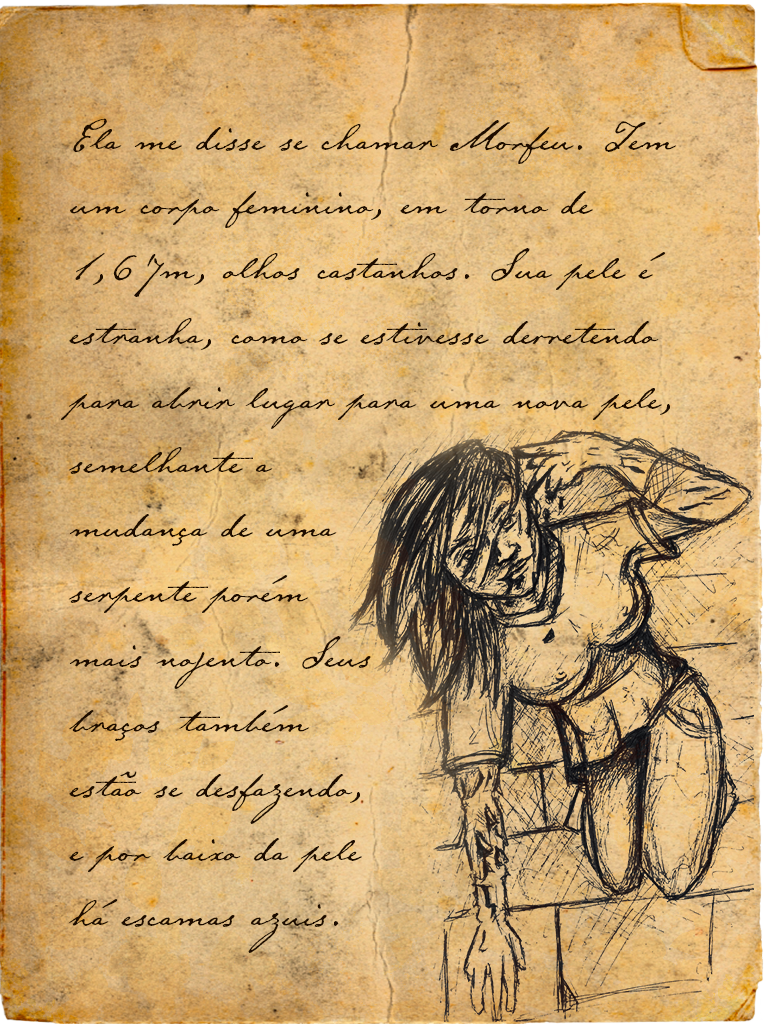 Ela me disse se chamar Morfeu. Tem
um corpo feminino, em torno de
1,67m, olhos castanhos. Sua pele é
estranha, como se estivesse derretendo
para abrir lugar para uma nova pele,
semelhante a
mudança de uma
serpente porém
mais nojento. Seus
braços também
estão se desfazendo,
e por baixo da pele
há escamas azuis.